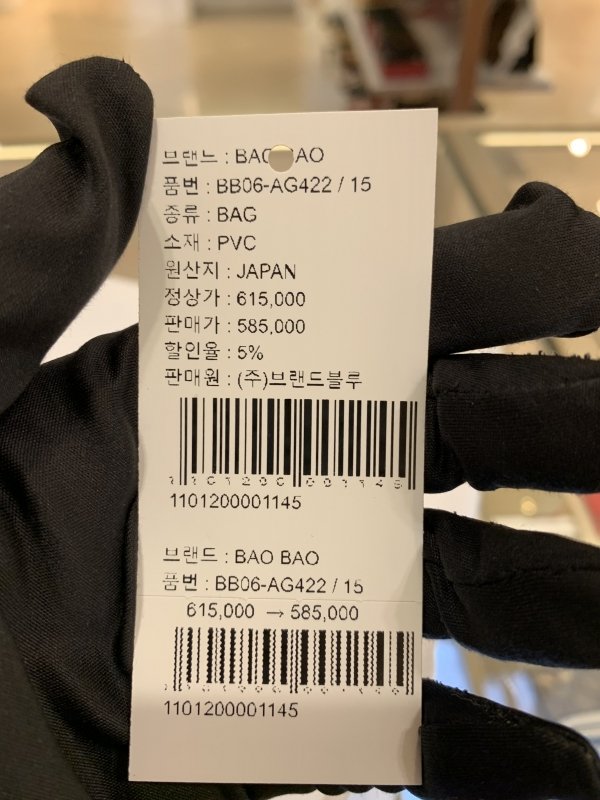 브랜드 : BAO BAO
품번 : BB06-AG422 / 15
종류 : BAG
소재 : PVC
원산지 : JAPAN
정상가 : 615,000
판매가 : 585,000
할인율 : 5%
판매원 : (주)브랜드블루
1101200001145
1101200001145
브랜드 : BAO BAO
품번 : BB06-AG422 / 15
615,000 → 585,000
1101200001145